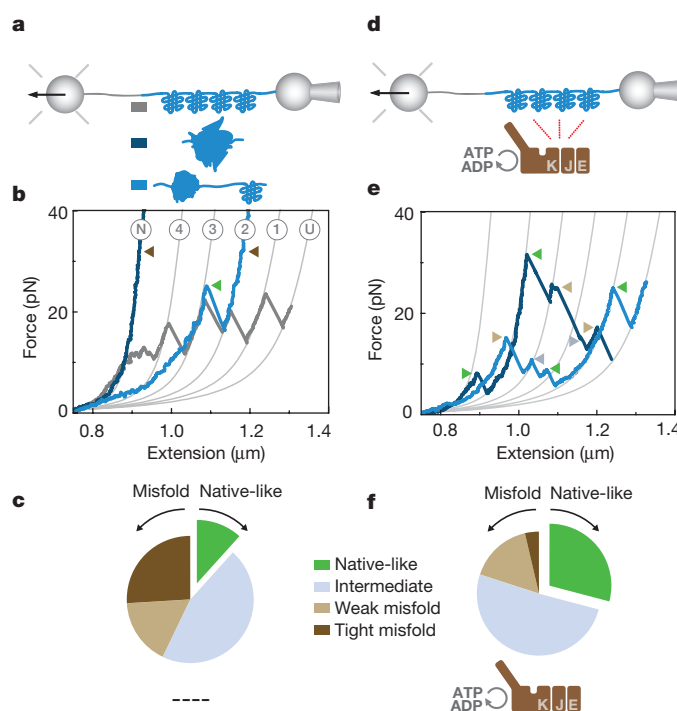 a
d
ATP
ADP
K J E
b
e
40
20
0
Force (pN)
N 4 3 2 1 U
0.8 1.0 1.2 1.4
Extension (μm)
40
20
0
Force (pN)
0.8 1.0 1.2 1.4
Extension (μm)
c
Misfold Native-like
Native-like
Intermediate
Weak misfold
Tight misfold
f
Misfold Native-like
ATP
ADP
K J E